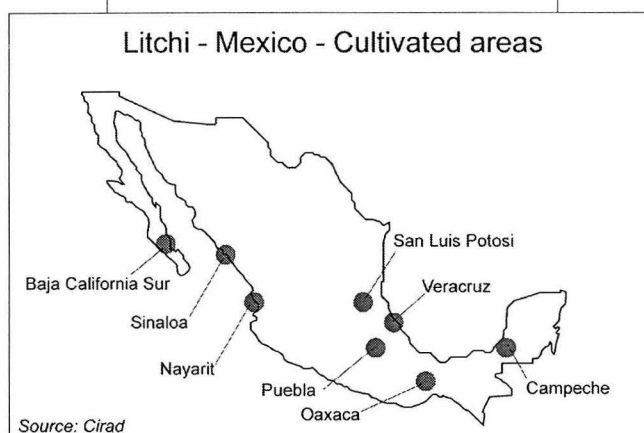 Litchi - Mexico - Cultivated areas
San Luis Potosi
Baja California Sur
Veracruz
Sinaloa
Nayarit
Puebla
Campeche
Oaxaca
Source: Cirad